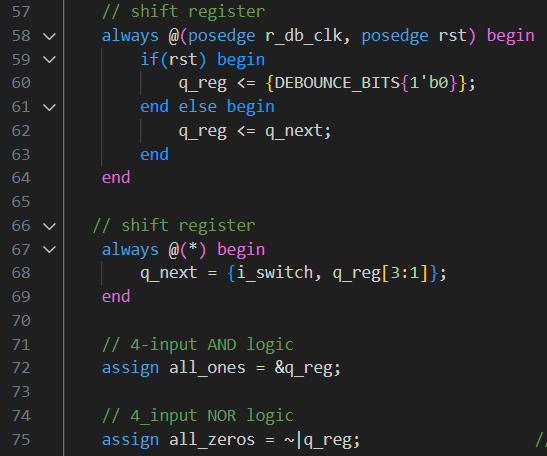 57 // shift register
58 always @(posedge r_db_clk, posedge rst) begin
59 if(rst) begin
60 q_reg <= {DEBOUNCE_BITS{1'b0}};
61 end else begin
62 q_reg <= q_next;
63 end
64 end
65
66 // shift register
67 always @(*) begin
68 q_next = {i_switch, q_reg[3:1]};
69 end
70
71 // 4-input AND logic
72 assign all_ones = &q_reg;
73
74 // 4_input NOR logic
75 assign all_zeros = ~|q_reg; //